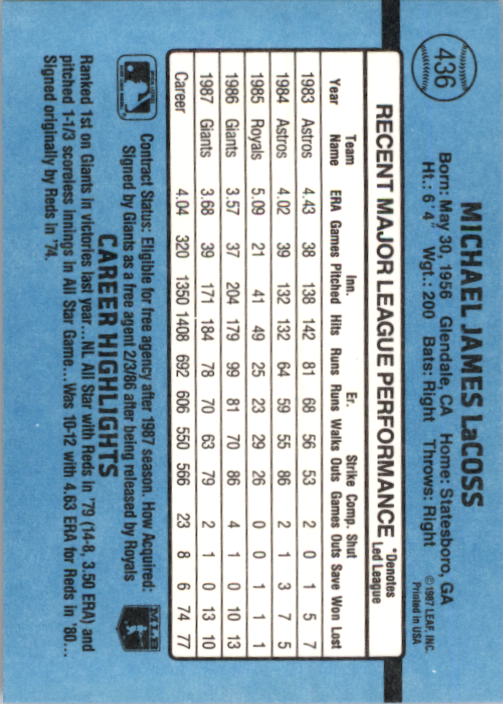 436
MICHAEL JAMES LaCOSS
Born: May 30, 1956 Glendale, CA Home: Statesboro, GA
Ht.: 6' 4" Wgt.: 200 Bats: Right Throws: Right
© 1987 LEAF, INC.
Printed in USA
RECENT MAJOR LEAGUE PERFORMANCE *Denotes Led League
Year Team Name ERA Games Inn. Pitched Hits Runs Er. Runs Walks Strike Outs Comp. Games Shut Outs Save Won Lost
1983 Astros 4.43 38 138 142 81 68 56 53 2 0 1 5 7
1984 Astros 4.02 39 132 132 64 59 55 86 2 1 3 7 5
1985 Royals 5.09 21 41 49 25 23 29 26 0 0 1 1 1
1986 Giants 3.57 37 204 179 99 81 70 86 4 1 0 10 13
1987 Giants 3.68 39 171 184 78 70 63 79 2 1 0 13 10
Career 4.04 320 1350 1408 692 606 550 566 23 8 6 74 77
Contract Status: Eligible for free agency after 1987 season. How Acquired:
Signed by Giants as a free agent 2/3/86 after being released by Royals
MLB
CAREER HIGHLIGHTS
Ranked 1st on Giants in victories last year...NL All Star with Reds in '79 (14-8, 3.50 ERA) and
pitched 1-1/3 scoreless innings in All Star Game...Was 10-12 with 4.63 ERA for Reds in '80...
Signed originally by Reds in '74.